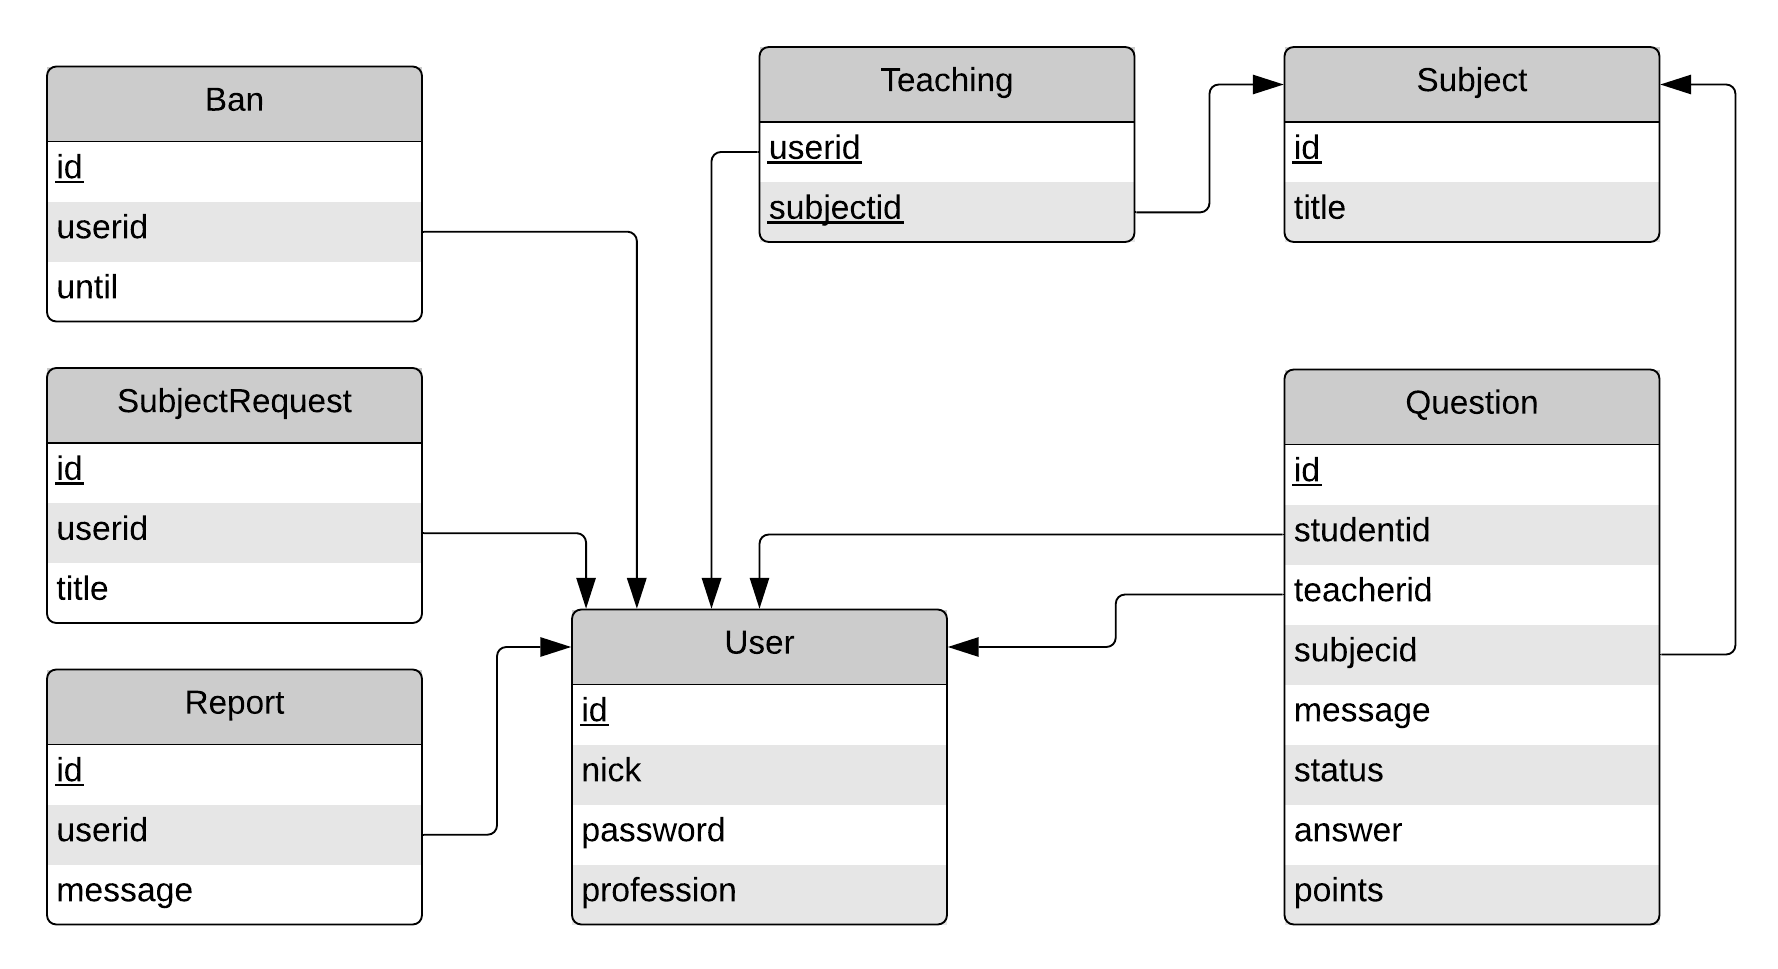 Ban
id
userid
until
SubjectRequest
id
userid
title
Report
id
userid
message
Teaching
userid
subjectid
User
id
nick
password
profession
Subject
id
title
Question
id
studentid
teacherid
subjecid
message
status
answer
points